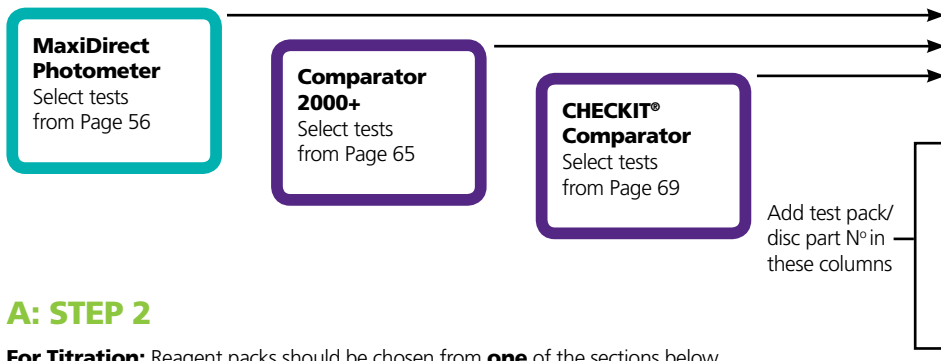 MaxiDirect
Photometer
Select tests
from Page 56
Comparator
2000+
Select tests
from Page 65
CHECKIT®
Comparator
Select tests
from Page 69
Add test pack/
disc part Nº in
these columns
A: STEP 2
For Titration: Reagent packs should be chosen from one of the sections below